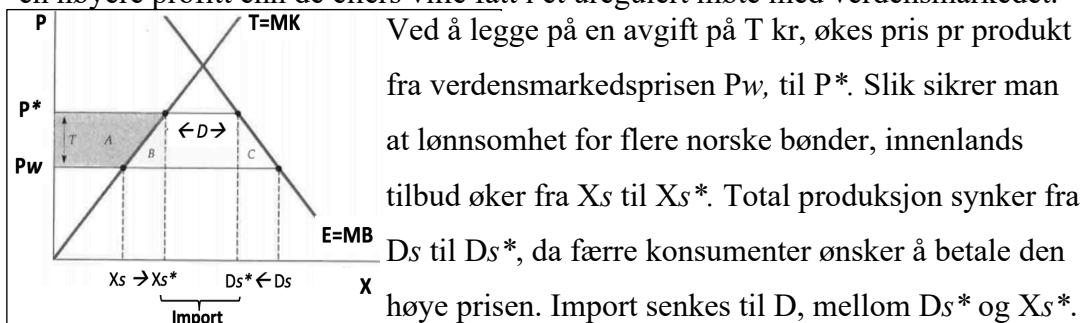 en høyere profitt enn de ellers ville fått i et uregulert møte med verdensmarkedet.
P
T=MK
P*
T
A
B
← D →
C
Pw
E=MB
Xs → Xs*
Ds* ← Ds
X
Import
Ved å legge på en avgift på T kr, økes pris pr produkt
fra verdensmarkedsprisen Pw, til P*. Slik sikrer man
at lønnsomhet for flere norske bønder, innenlands
tilbud øker fra Xs til Xs*. Total produksjon synker fra
Ds til Ds*, da færre konsumenter ønsker å betale den
høye prisen. Import senkes til D, mellom Ds* og Xs*.